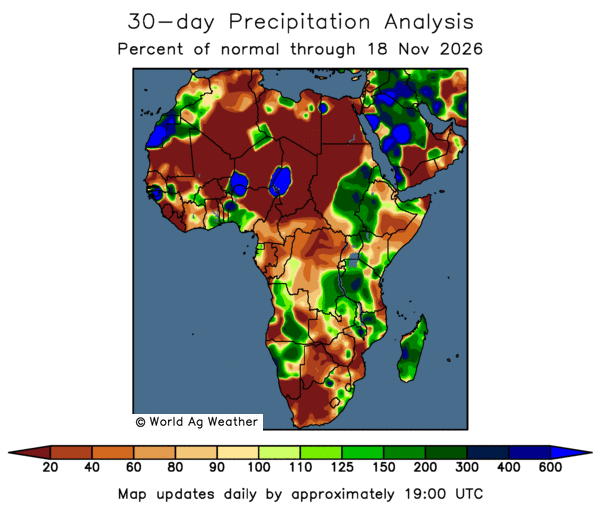 30-day Precipitation Analysis
Percent of normal through 18 Nov 2026
© World Ag Weather
20 40 60 80 90 100 110 125 150 200 300 400 600
Map updates daily by approximately 19:00 UTC